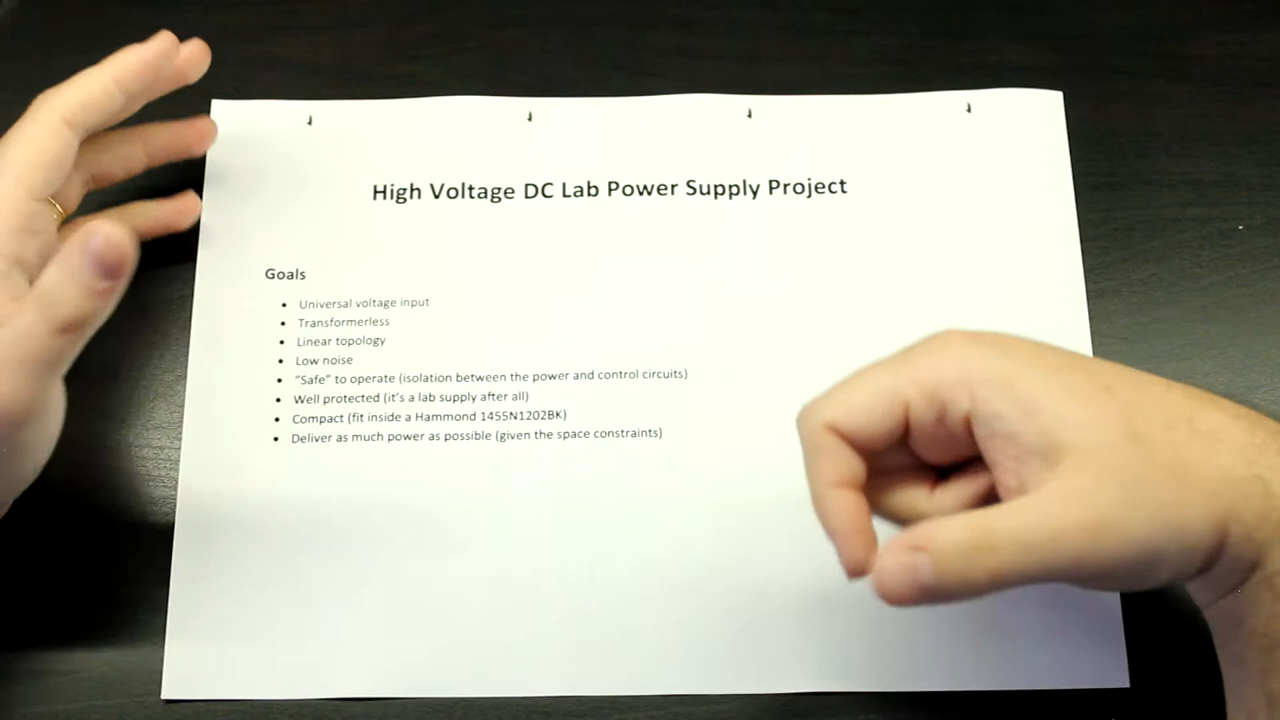 High Voltage DC Lab Power Supply Project
Goals
• Universal voltage input
• Transformerless
• Linear topology
• Low noise
• “Safe” to operate (isolation between the power and control circuits)
• Well protected (it’s a lab supply after all)
• Compact (fit inside a Hammond 1455N1202BK)
• Deliver as much power as possible (given the space constraints)